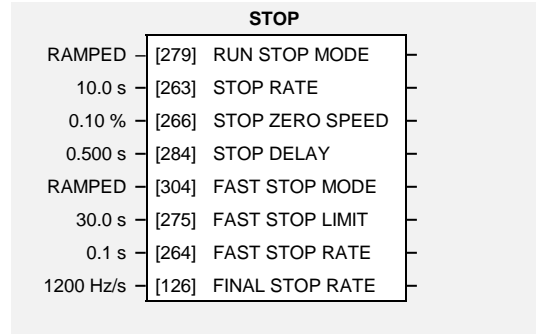 STOP
RAMPED [279] RUN STOP MODE
10.0 s [263] STOP RATE
0.10 % [266] STOP ZERO SPEED
0.500 s [284] STOP DELAY
RAMPED [304] FAST STOP MODE
30.0 s [275] FAST STOP LIMIT
0.1 s [264] FAST STOP RATE
1200 Hz/s [126] FINAL STOP RATE